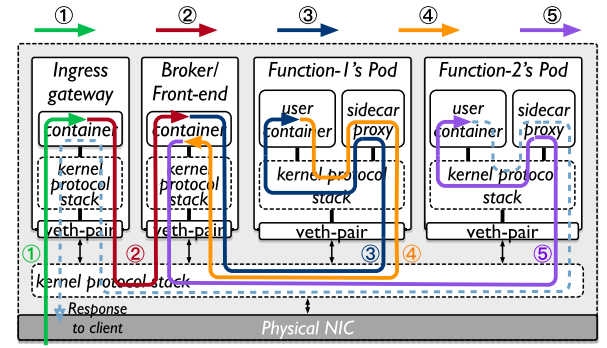 ① ② ③ ④ ⑤
Ingress
gateway
container
kernel
protocol
stack
veth-pair
Broker/
Front-end
container
kernel
protocol
stack
veth-pair
Function-1's Pod
user
container
sidecar
proxy
kernel protocol
stack
veth-pair
Function-2's Pod
user
container
sidecar
proxy
kernel protocol
stack
veth-pair
① ② ③ ④ ⑤
kernel protocol stack
Response
to client
Physical NIC